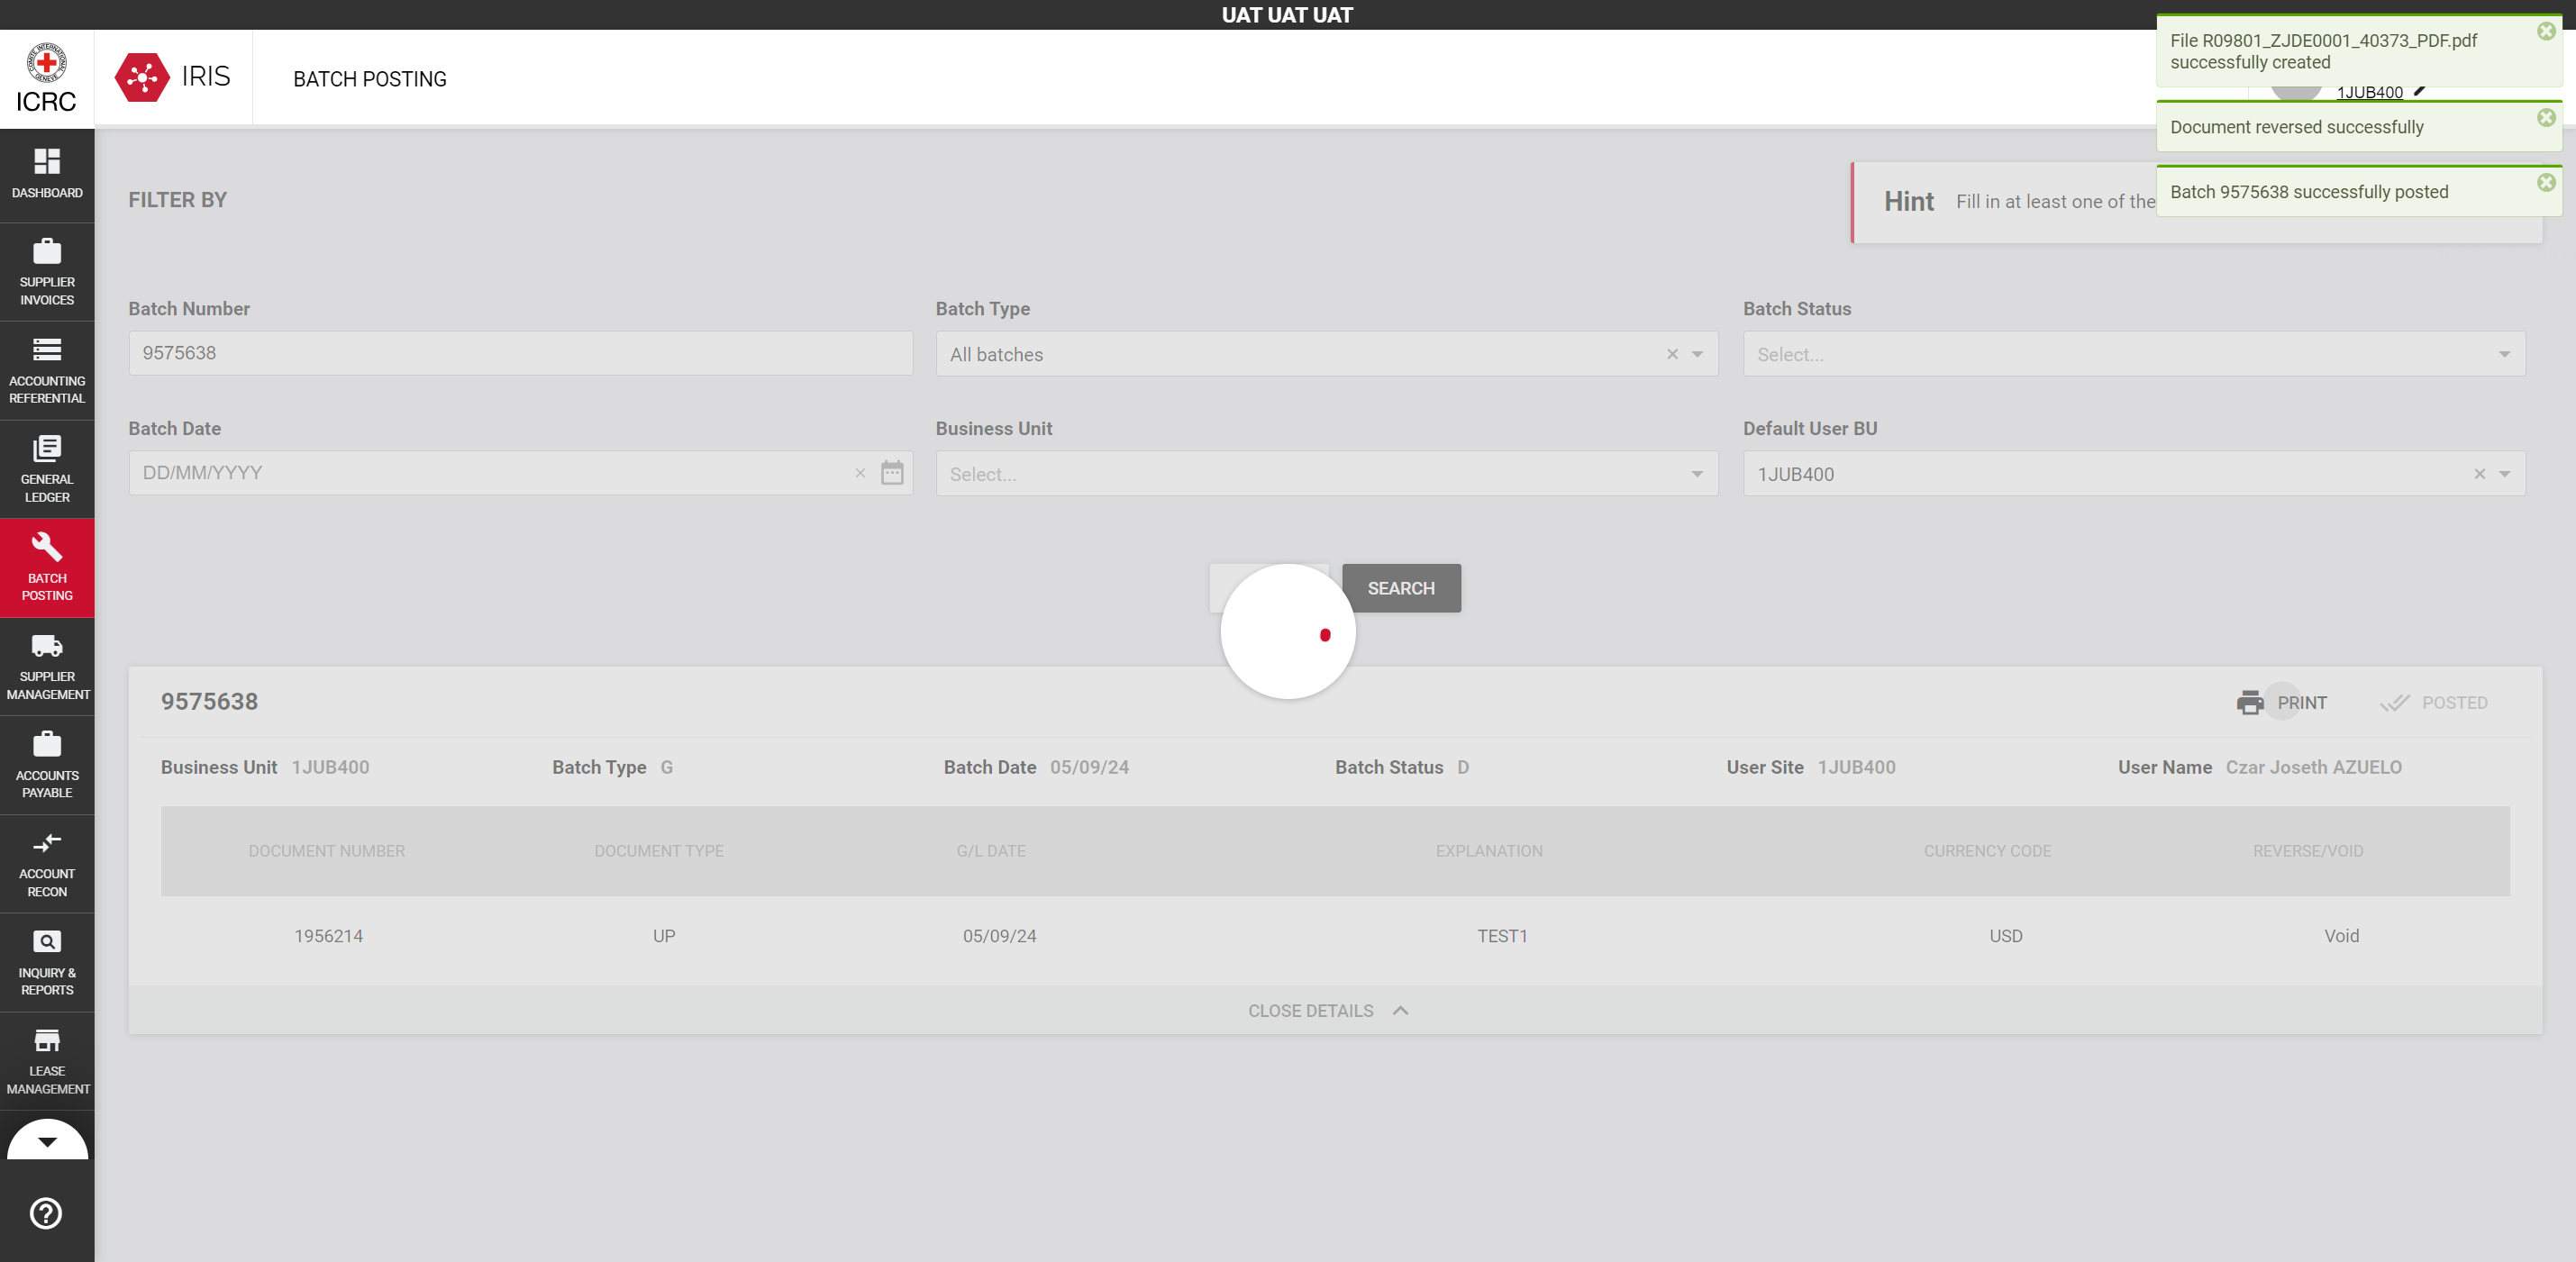 UAT UAT UAT
ICRC
IRIS
BATCH POSTING
1JUB400
File R09801_ZJDE0001_40373_PDF.pdf
successfully created
Document reversed successfully
Batch 9575638 successfully posted
DASHBOARD
SUPPLIER
INVOICES
ACCOUNTING
REFERENTIAL
GENERAL
LEDGER
BATCH
POSTING
SUPPLIER
MANAGEMENT
ACCOUNTS
PAYABLE
ACCOUNT
RECON
INQUIRY &
REPORTS
LEASE
MANAGEMENT
FILTER BY
Hint Fill in at least one of the
Batch Number
9575638
Batch Type
All batches
Batch Status
Select...
Batch Date
DD/MM/YYYY
Business Unit
Select...
Default User BU
1JUB400
SEARCH
9575638
PRINT
POSTED
Business Unit 1JUB400
Batch Type G
Batch Date 05/09/24
Batch Status D
User Site 1JUB400
User Name Czar Joseth AZUELO
DOCUMENT NUMBER DOCUMENT TYPE G/L DATE EXPLANATION CURRENCY CODE REVERSE/VOID
1956214 UP 05/09/24 TEST1 USD Void
CLOSE DETAILS